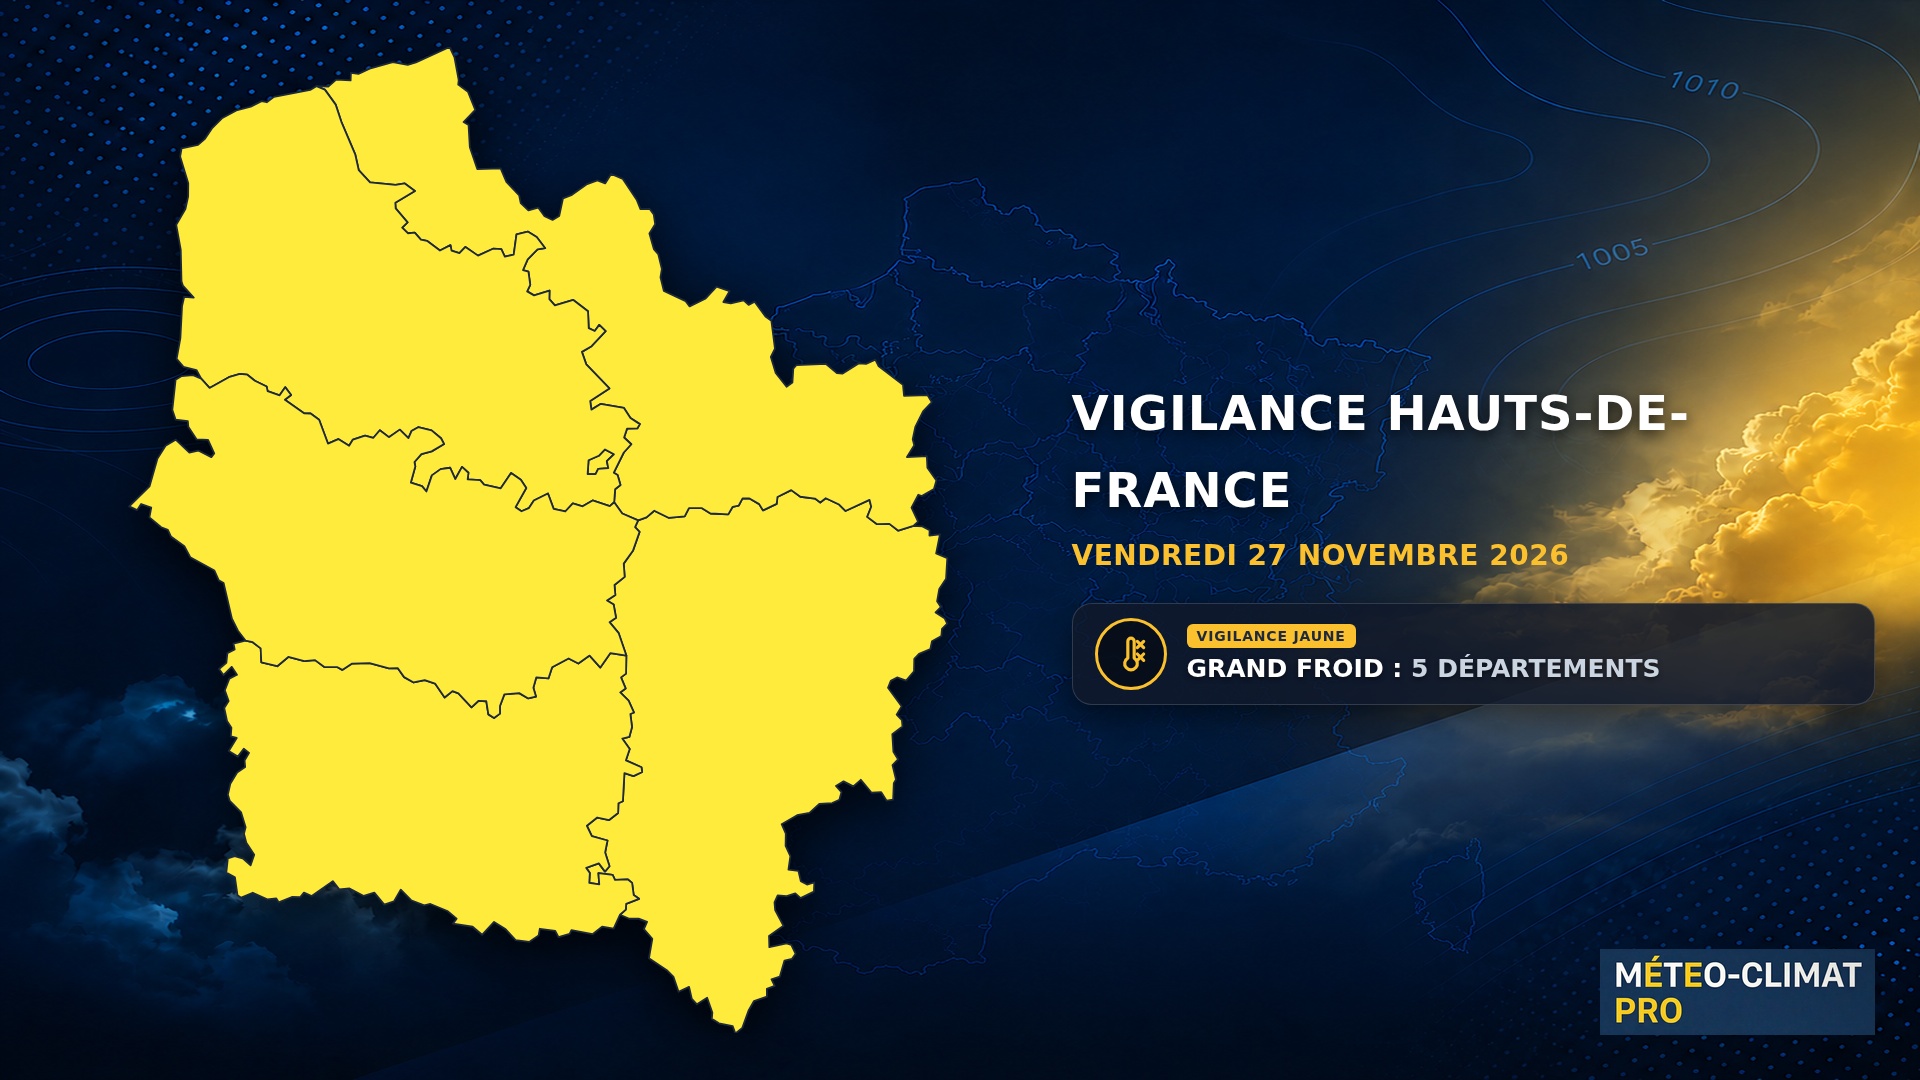 1010
1005
VIGILANCE HAUTS-DE-
FRANCE
VENDREDI 27 NOVEMBRE 2026
VIGILANCE JAUNE
GRAND FROID : 5 DÉPARTEMENTS
MÉTEO-CLIMAT
PRO